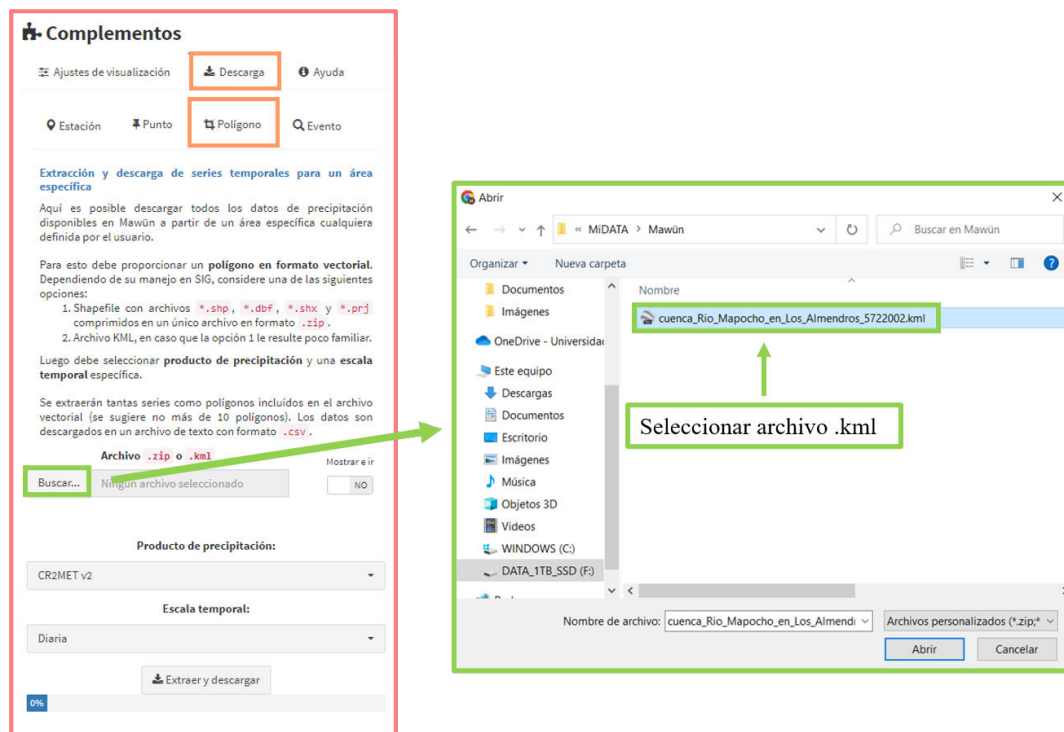 Complementos
Ajustes de visualización
Descarga
Ayuda
Estación
Punto
Polígono
Evento
Extracción y descarga de series temporales para un área
específica
Aquí es posible descargar todos los datos de precipitación
disponibles en Mawün a partir de un área específica cualquiera
definida por el usuario.
Para esto debe proporcionar un polígono en formato vectorial.
Dependiendo de su manejo en SIG, considere una de las siguientes
opciones:
1. Shapefile con archivos *.shp, *.dbf, *.shx y *.prj
comprimidos en un único archivo en formato .zip.
2. Archivo KML, en caso que la opción 1 le resulte poco familiar.
Luego debe seleccionar producto de precipitación y una escala
temporal específica.
Se extraerán tantas series como polígonos incluídos en el archivo
vectorial (se sugiere no más de 10 polígonos). Los datos son
descargados en un archivo de texto con formato .csv.
Archivo .zip o .kml
Mostrar e ir
Buscar...
Ningún archivo seleccionado
NO
Producto de precipitación:
CR2MET v2
Escala temporal:
Diaria
Extraer y descargar
0%
Abrir
« MiDATA > Mawün
Buscar en Mawün
Organizar
Nueva carpeta
Documentos
Imágenes
OneDrive - Universidad
Este equipo
Descargas
Documentos
Escritorio
Imágenes
Música
Objetos 3D
Videos
WINDOWS (C:)
DATA_1TB_SSD (F:)
Nombre
cuenca_Rio_Mapocho_en_Los_Almendros_5722002.kml
Seleccionar archivo .kml
Nombre de archivo:
cuenca_Rio_Mapocho_en_Los_Almendr
Archivos personalizados (*.zip;*
Abrir
Cancelar